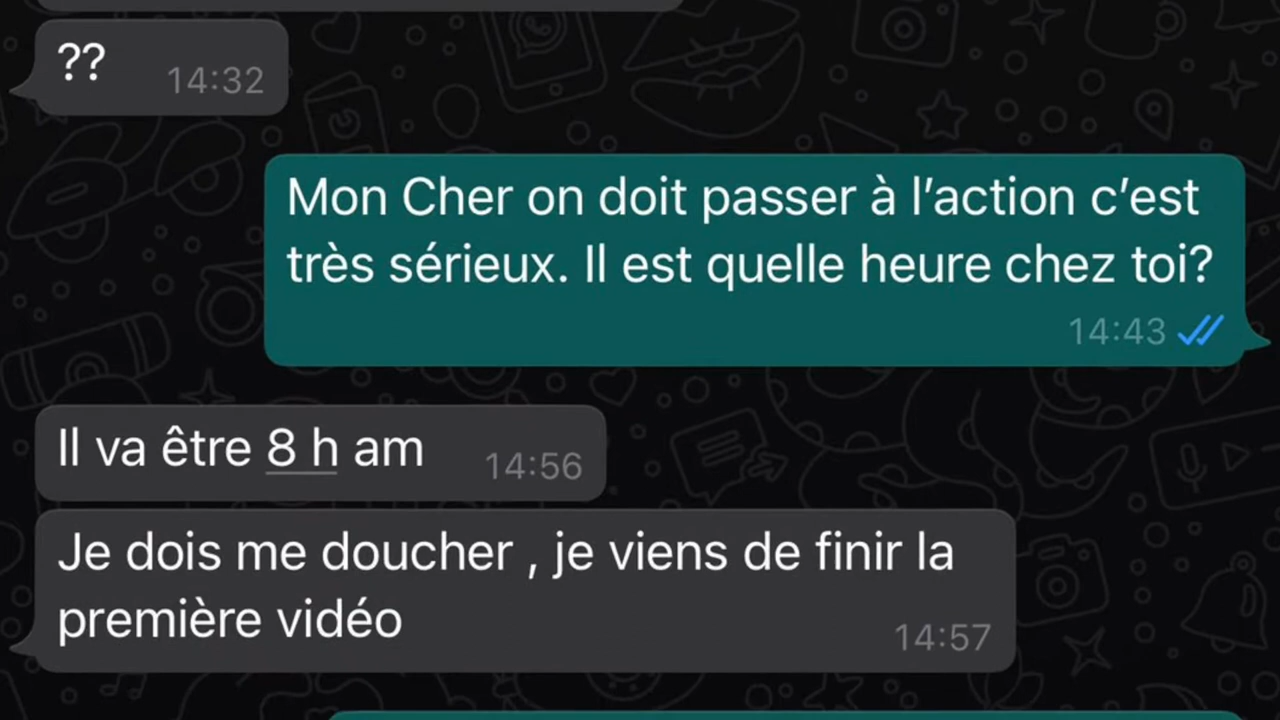 ??
14:32
Mon Cher on doit passer à l’action c’est
très sérieux. Il est quelle heure chez toi?
14:43
Il va être 8 h am
14:56
Je dois me doucher , je viens de finir la
première vidéo
14:57